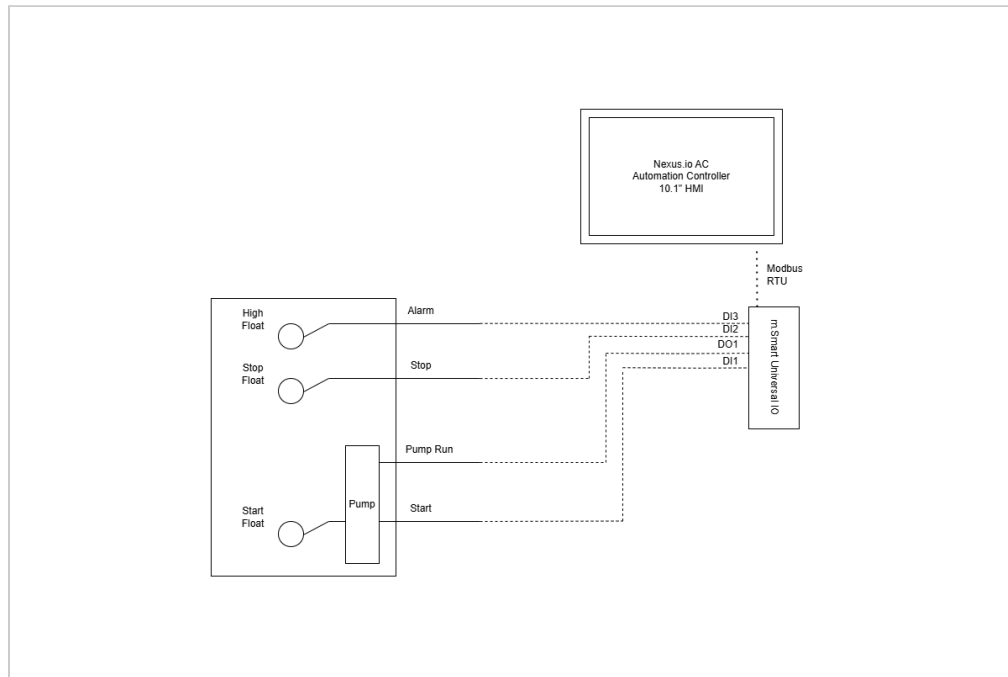 Nexus.io AC
Automation Controller
10.1" HMI
Modbus
RTU
High
Float
Alarm
DI3
DI2
DO1
DI1
m.Smart Universal IO
Stop
Float
Stop
Pump Run
Pump
Start
Float
Start